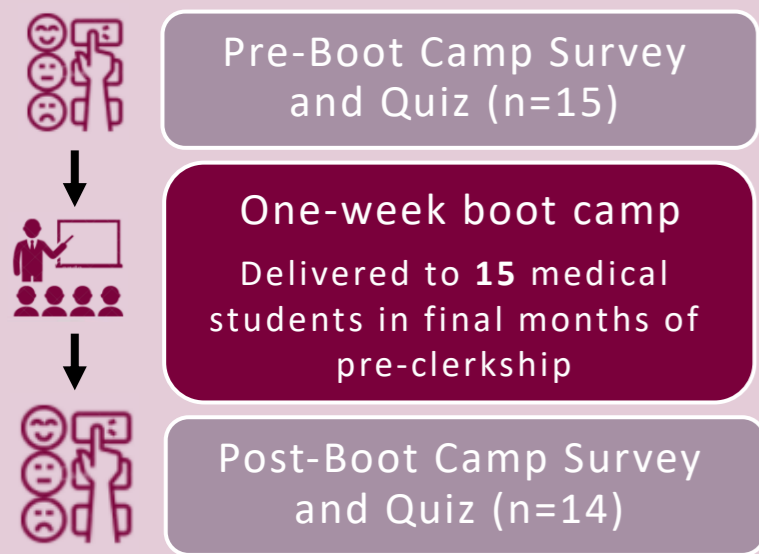 Pre-Boot Camp Survey
and Quiz (n=15)
One-week boot camp
Delivered to 15 medical
students in final months of
pre-clerkship
Post-Boot Camp Survey
and Quiz (n=14)